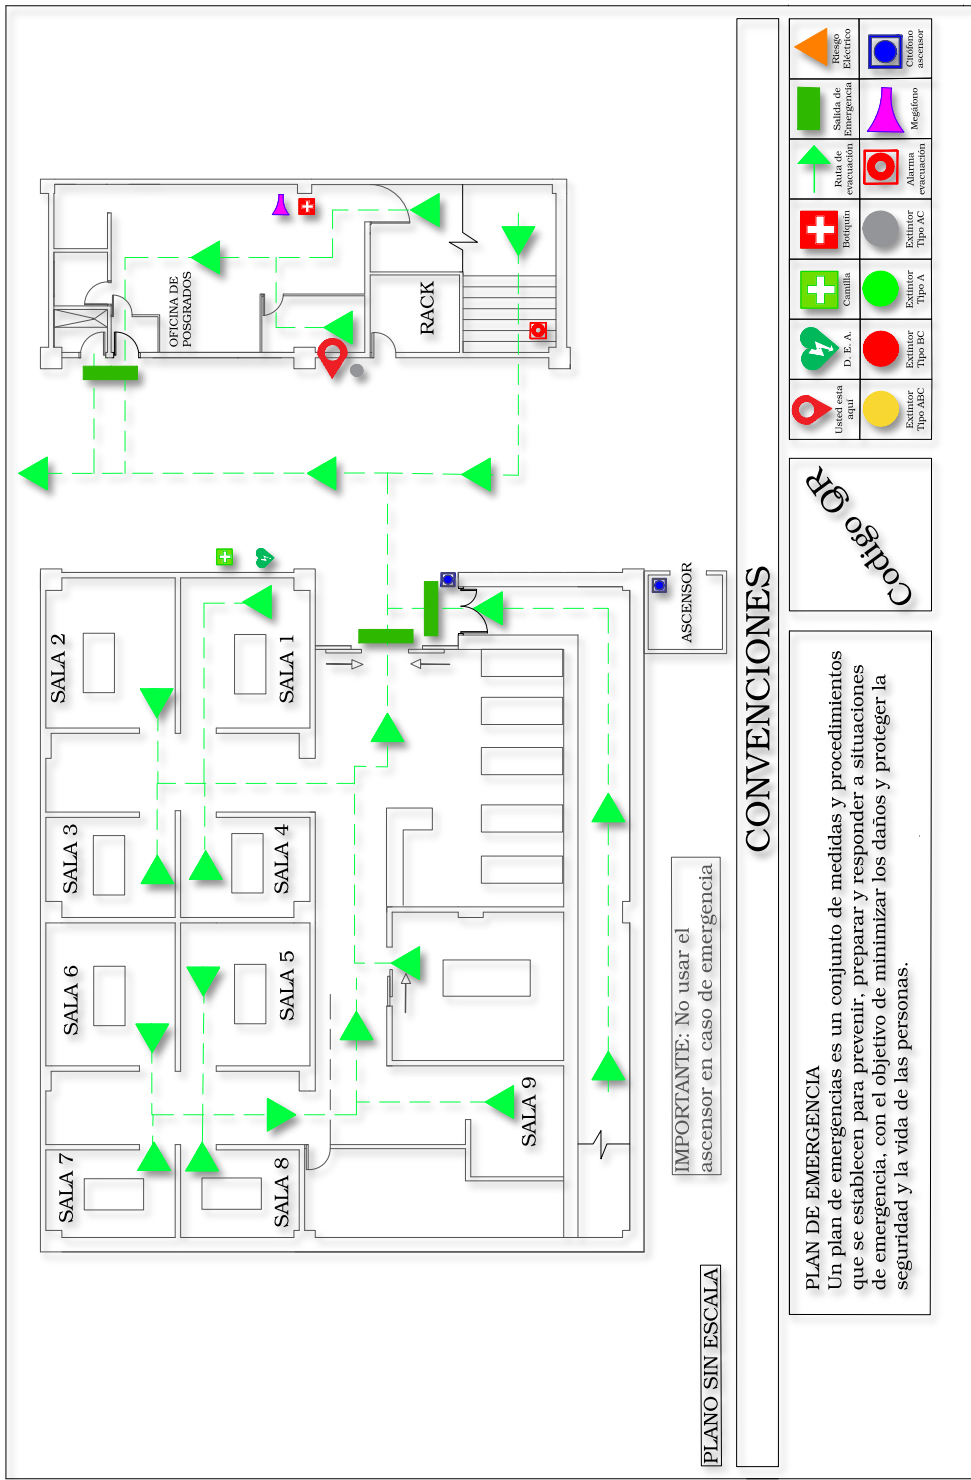 SALA 7
SALA 6
SALA 3
SALA 2
SALA 8
SALA 5
SALA 4
SALA 1
SALA 9
OFICINA DE
POSGRADOS
RACK
ASCENSOR
IMPORTANTE: No usar el
ascensor en caso de emergencia
PLANO SIN ESCALA
CONVENCIONES
PLAN DE EMERGENCIA
Un plan de emergencias es un conjunto de medidas y procedimientos
que se establecen para prevenir, preparar y responder a situaciones
de emergencia, con el objetivo de minimizar los daños y proteger la
seguridad y la vida de las personas.
Codigo QR
Usted esta
aquí
D. E. A.
Camilla
Botiquín
Ruta de
evacuación
Salida de
Emergencia
Riesgo
Eléctrico
Extintor
Tipo ABC
Extintor
Tipo BC
Extintor
Tipo A
Extintor
Tipo AC
Alarma
evacuación
Megáfono
Citófono
ascensor